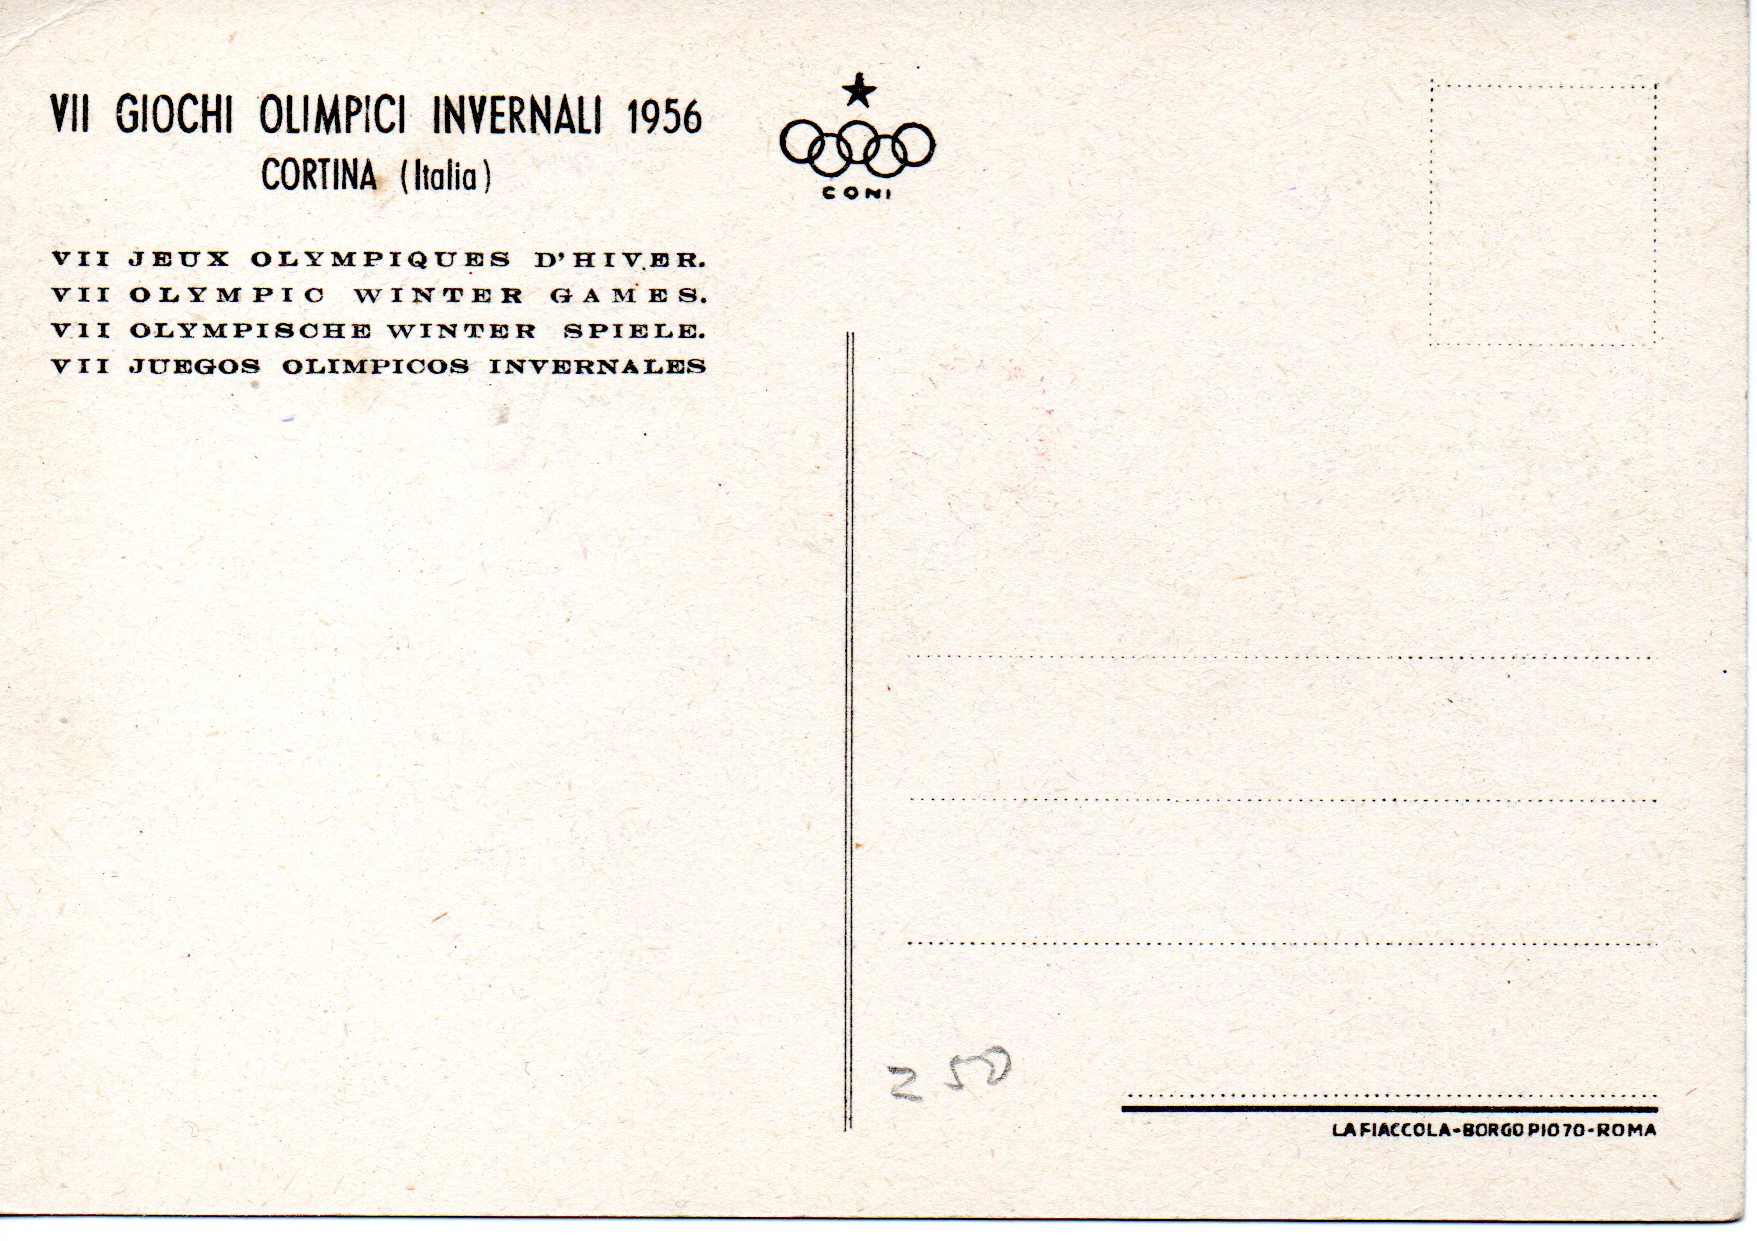 VII GIOCHI OLIMPICI INVERNALI 1956
CORTINA (Italia)
CONI
VII JEUX OLYMPIQUES D'HIVER.
VII OLYMPIC WINTER GAMES.
VII OLYMPISCHE WINTER SPIELE.
VII JUEGOS OLIMPICOS INVERNALES
250
LA FIACCOLA-BORGO PIO 70-ROMA